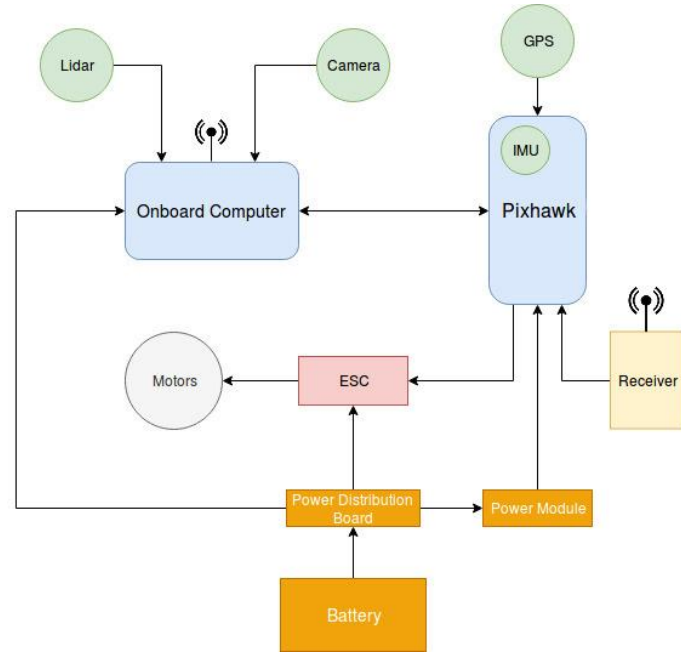 GPS
Lidar
Camera
IMU
Onboard Computer
Pixhawk
Motors
ESC
Receiver
Power Distribution
Board
Power Module
Battery